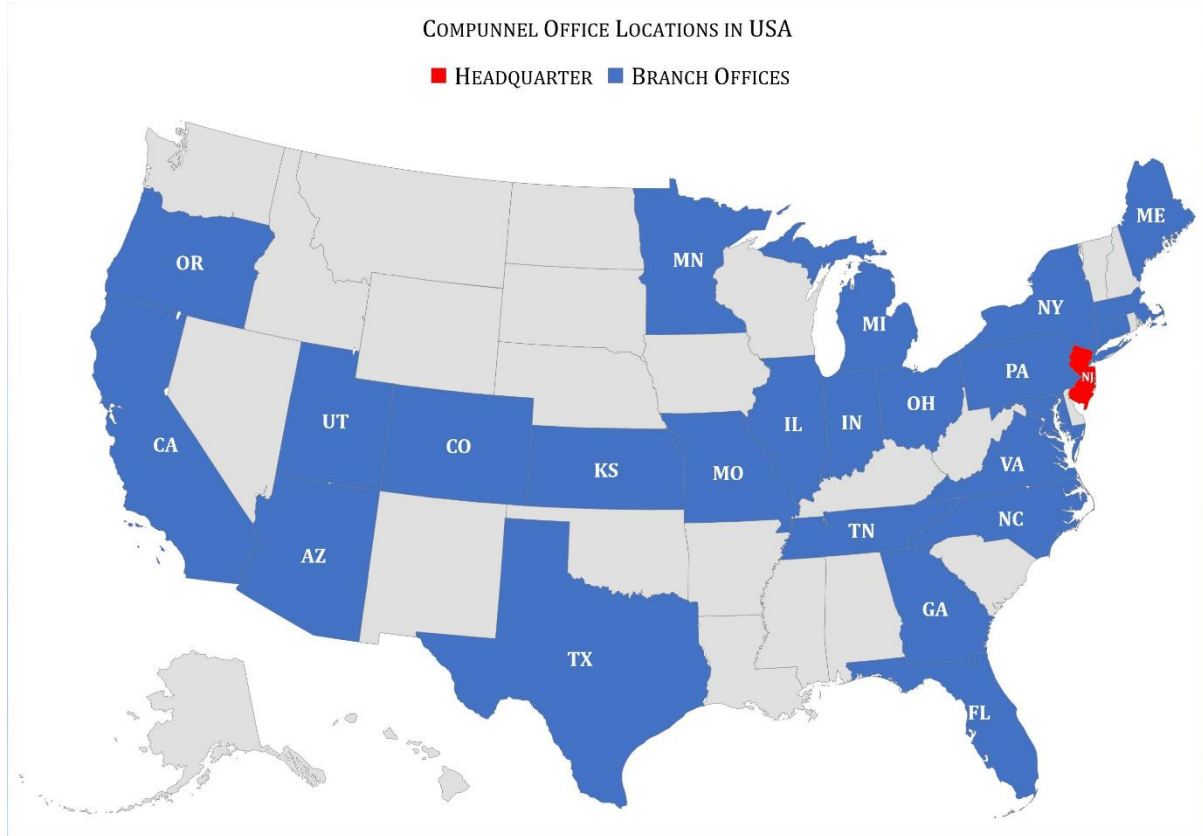 COMPUNNEL OFFICE LOCATIONS IN USA
HEADQUARTER BRANCH OFFICES
ME
OR
MN
NY
MI
PA
NJ
OH
UT
IL
IN
CA
CO
KS
MO
VA
NC
TN
AZ
GA
TX
FL